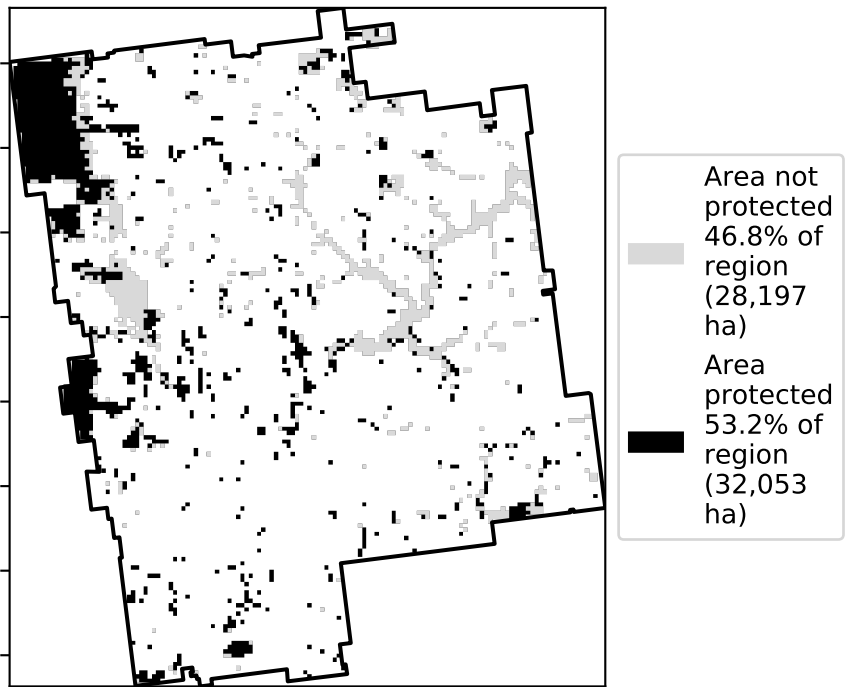 Area not
protected
46.8% of
region
(28,197
ha)
Area
protected
53.2% of
region
(32,053
ha)